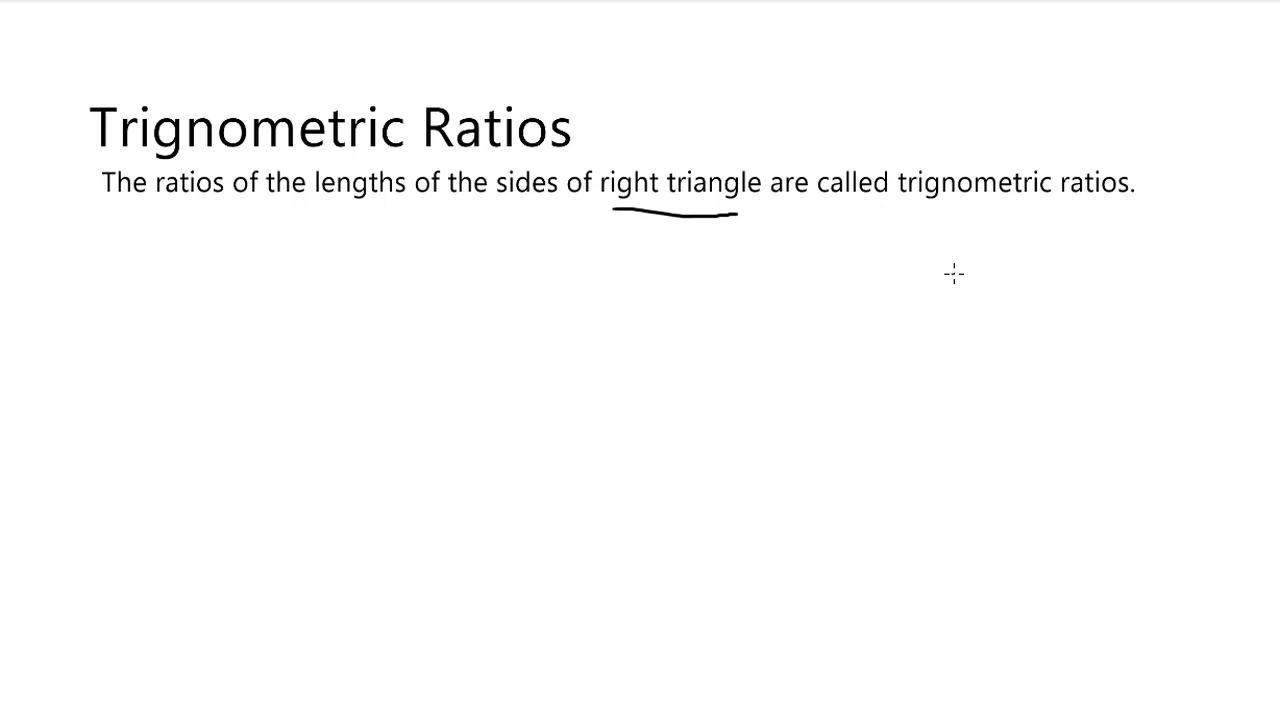 Trignometric Ratios
The ratios of the lengths of the sides of right triangle are called trignometric ratios.